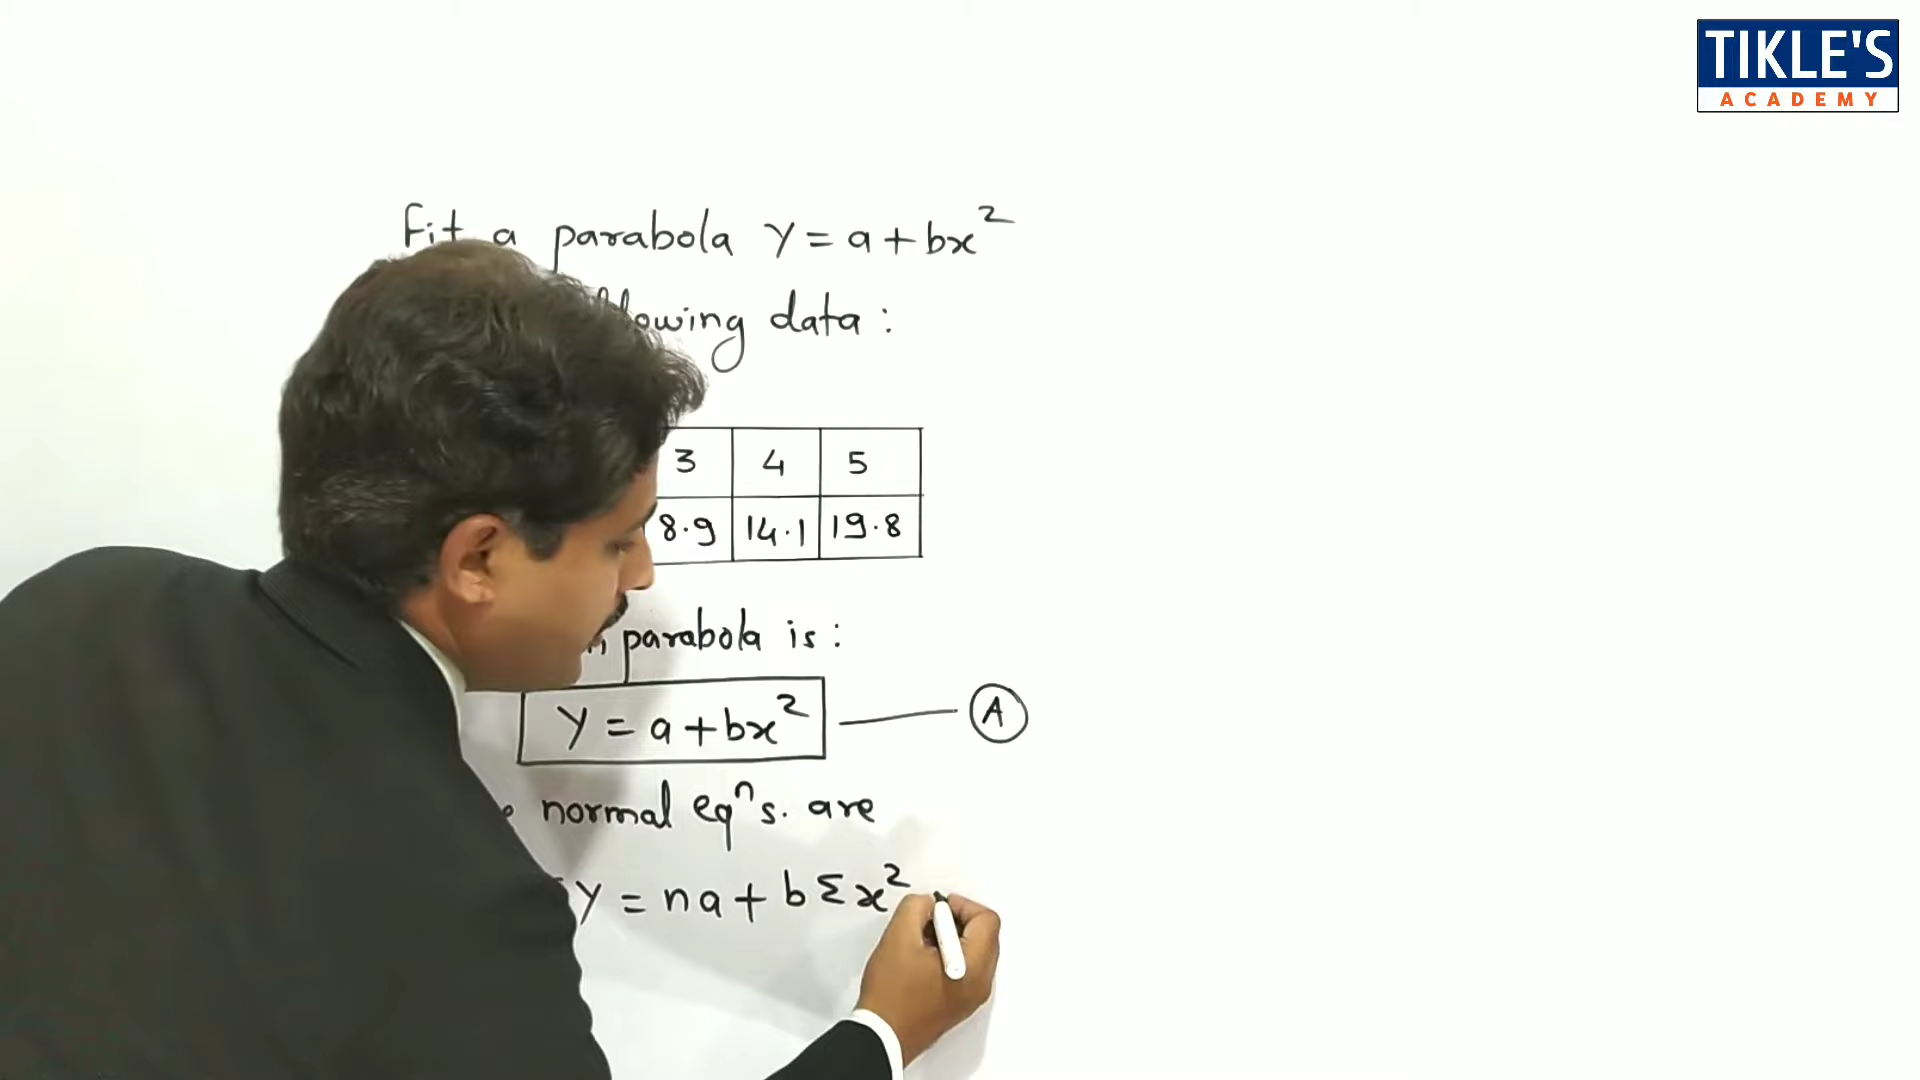 TIKLE'S
ACADEMY
Fit a parabola y = a + bx²
lowing data :
3 4 5
8.9 14.1 19.8
parabola is :
y = a + bx² — A
normal eqⁿs. are
y = na + b Σx²